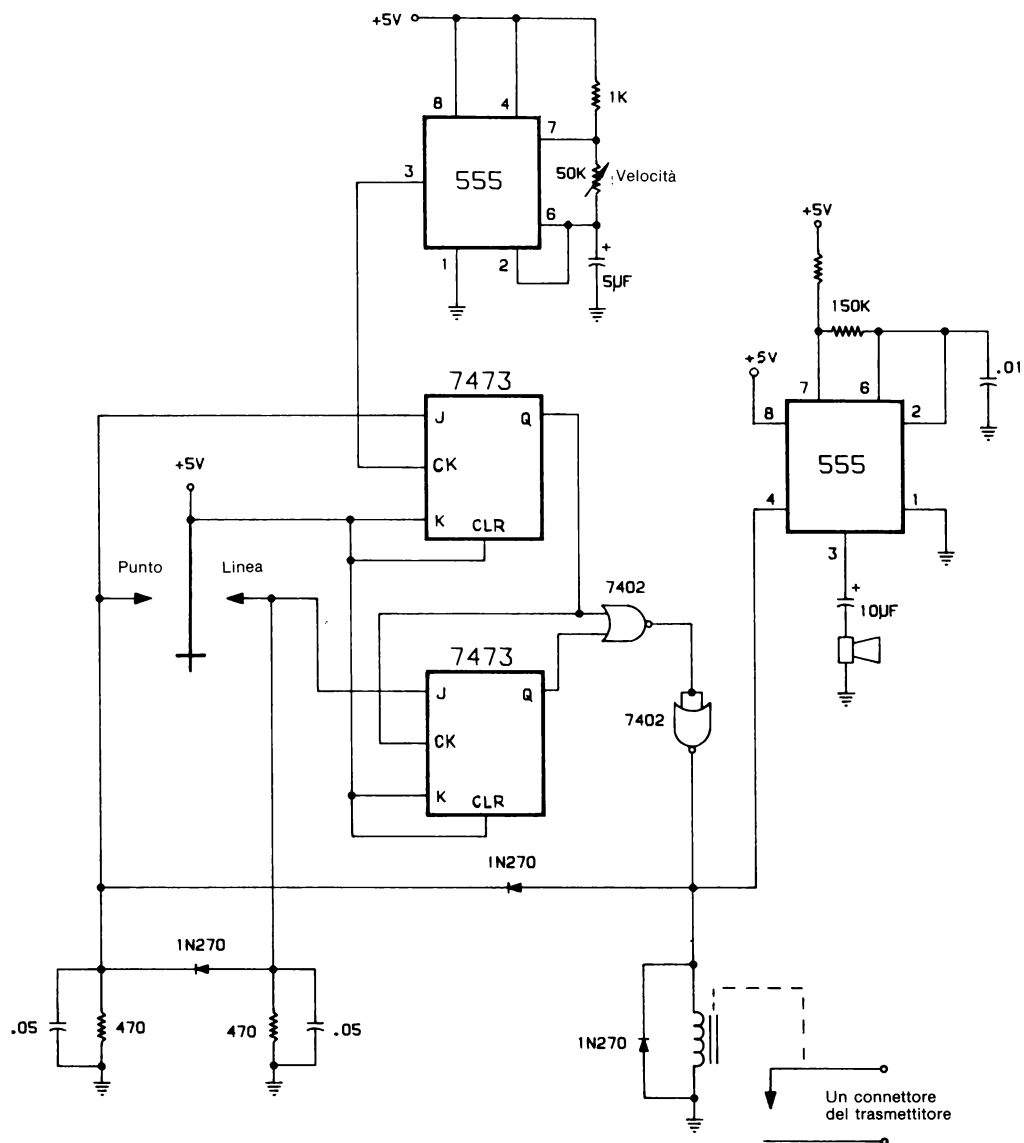 +5V
8
4
1K
7
3
555
50K
Velocità
6
1
2
+
5µF
+5V
150K
+5V
.01
7
6
8
2
555
4
1
3
+
10µF
7473
J
Q
CK
K
CLR
+5V
Punto
Linea
7402
7473
J
Q
CK
K
CLR
7402
1N270
1N270
.05
470
470
.05
1N270
Un connettore
del trasmettitore